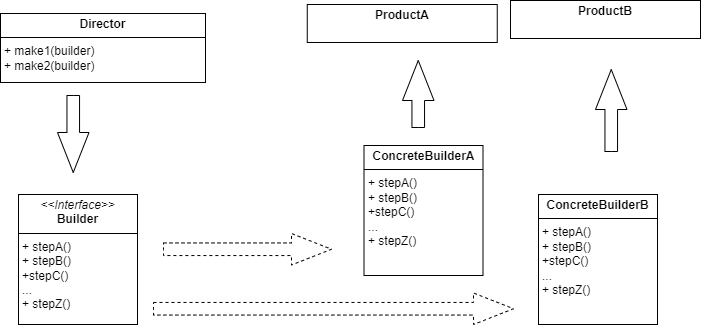 Director
+ make1(builder)
+ make2(builder)
ProductA
ProductB
<<Interface>>
Builder
+ stepA()
+ stepB()
+stepC()
...
+ stepZ()
ConcreteBuilderA
+ stepA()
+ stepB()
+stepC()
...
+ stepZ()
ConcreteBuilderB
+ stepA()
+ stepB()
+stepC()
...
+ stepZ()